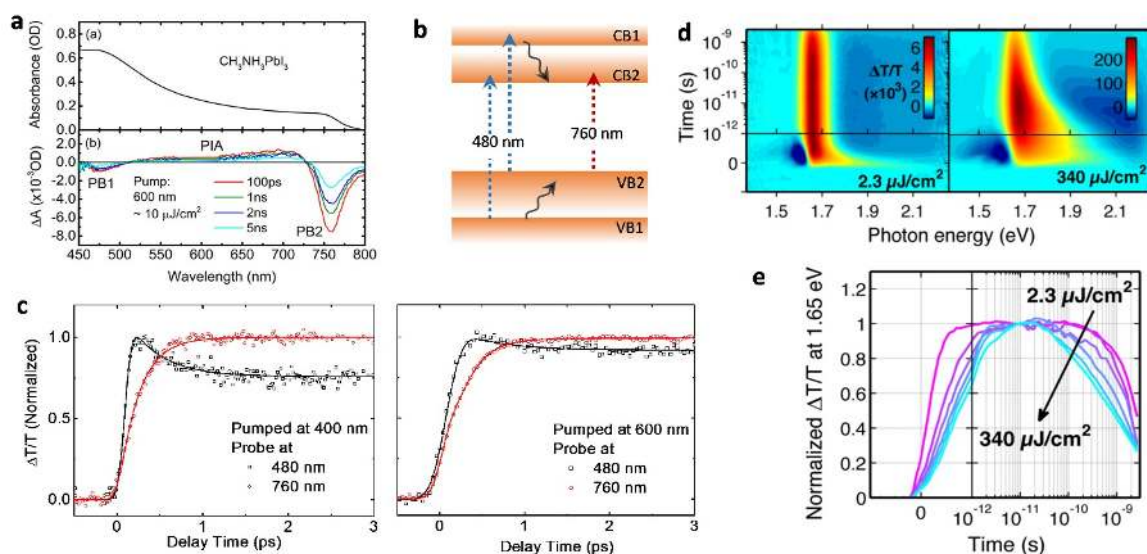 a
(a)
CH3NH3PbI3
Absorbance (OD)
0.8
0.6
0.4
0.2
0.0
(b)
PIA
PB1
Pump:
600 nm
~ 10 μJ/cm²
100ps
1ns
2ns
5ns
PB2
ΔA (x10⁻³OD)
2.0
0.0
-2.0
-4.0
-6.0
-8.0
450 500 550 600 650 700 750 800
Wavelength (nm)
b
CB1
CB2
480 nm
760 nm
VB2
VB1
c
ΔT/T (Normalized)
1.0
0.5
0.0
Pumped at 400 nm
Probe at
480 nm
760 nm
0 1 2 3
Delay Time (ps)
Pumped at 600 nm
Probe at
480 nm
760 nm
0 1 2 3
Delay Time (ps)
d
Time (s)
10⁻⁹
10⁻¹⁰
10⁻¹¹
10⁻¹²
0
ΔT/T
(×10³)
6
4
2
0
2.3 μJ/cm²
200
100
0
340 μJ/cm²
1.5 1.7 1.9 2.1 1.5 1.7 1.9 2.1
Photon energy (eV)
e
Normalized ΔT/T at 1.65 eV
1.2
1
0.8
0.6
0.4
0.2
0
2.3 μJ/cm²
340 μJ/cm²
0 10⁻¹² 10⁻¹¹ 10⁻¹⁰ 10⁻⁹
Time (s)